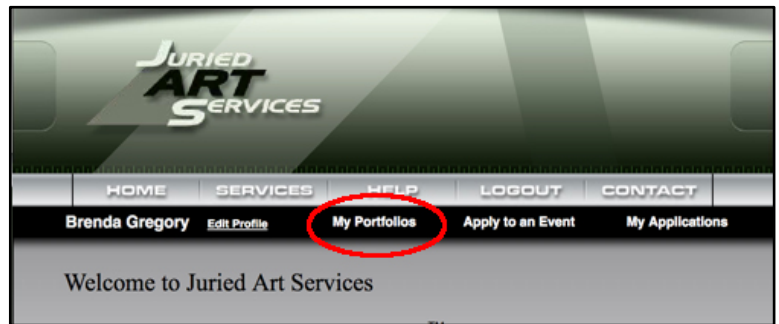 JURIED
ART
SERVICES
HOME SERVICES HELP LOGOUT CONTACT
Brenda Gregory Edit Profile My Portfolios Apply to an Event My Applications
Welcome to Juried Art Services
TM